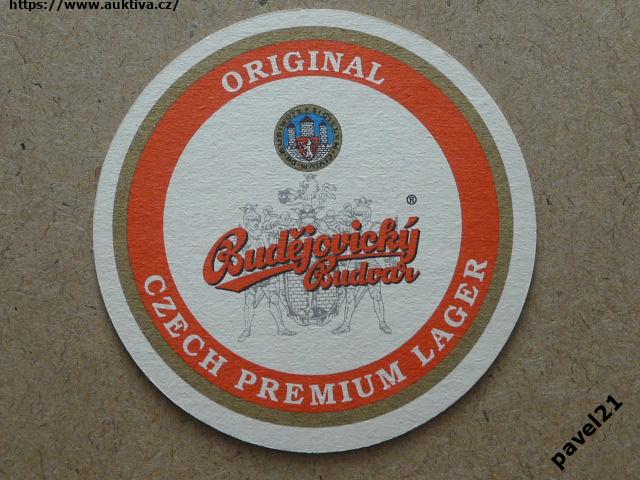 https://www.auktiva.cz/
ORIGINAL
®
Budějovický
Budvar
CZECH PREMIUM LAGER
pavel21